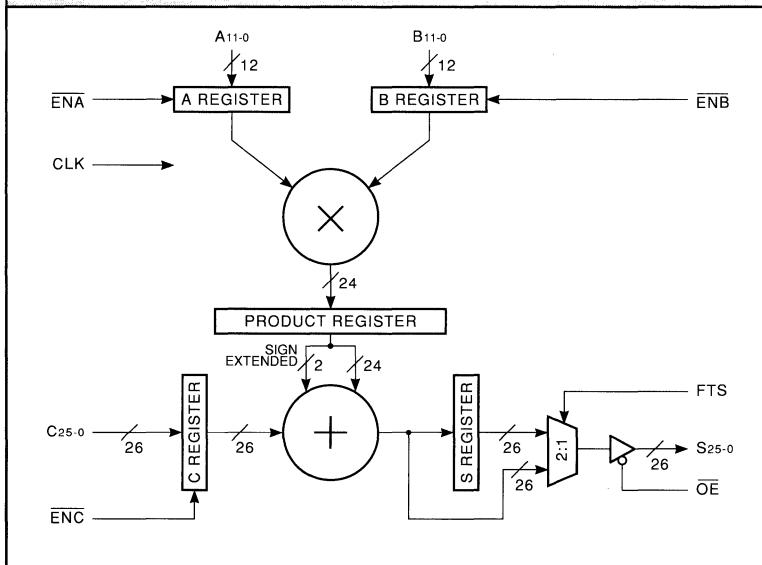 A11-0
B11-0
12
12
ENA
A REGISTER
B REGISTER
ENB
CLK
×
24
PRODUCT REGISTER
SIGN
EXTENDED
2
24
C25-0
26
C REGISTER
26
+
S REGISTER
26
26
2:1
FTS
26
S25-0
OE
ENC